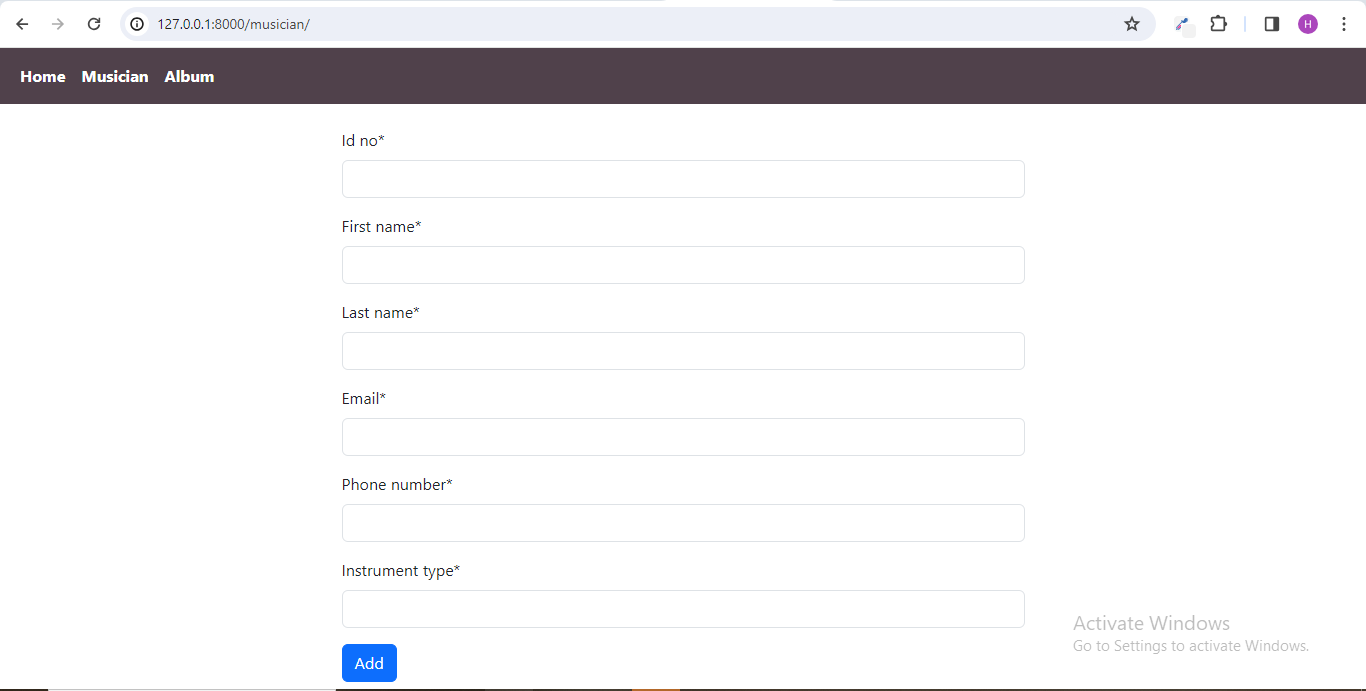 127.0.0.1:8000/musician/
H
Home Musician Album
Id no*
First name*
Last name*
Email*
Phone number*
Instrument type*
Add
Activate Windows
Go to Settings to activate Windows.